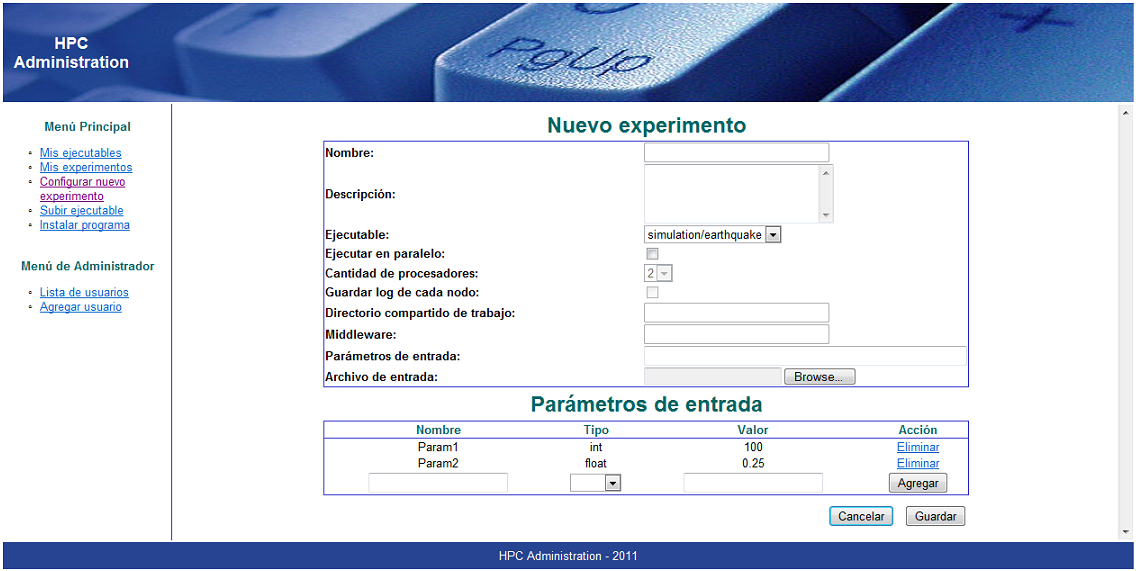 HPC
Administration
PgUp
Menú Principal
Mis ejecutables
Mis experimentos
Configurar nuevo
experimento
Subir ejecutable
Instalar programa
Menú de Administrador
Lista de usuarios
Agregar usuario
Nuevo experimento
Nombre:
Descripción:
Ejecutable: simulation/earthquake
Ejecutar en paralelo:
Cantidad de procesadores: 2
Guardar log de cada nodo:
Directorio compartido de trabajo:
Middleware:
Parámetros de entrada:
Archivo de entrada: Browse...
Parámetros de entrada
Nombre Tipo Valor Acción
Param1 int 100 Eliminar
Param2 float 0.25 Eliminar
Agregar
Cancelar Guardar
HPC Administration - 2011